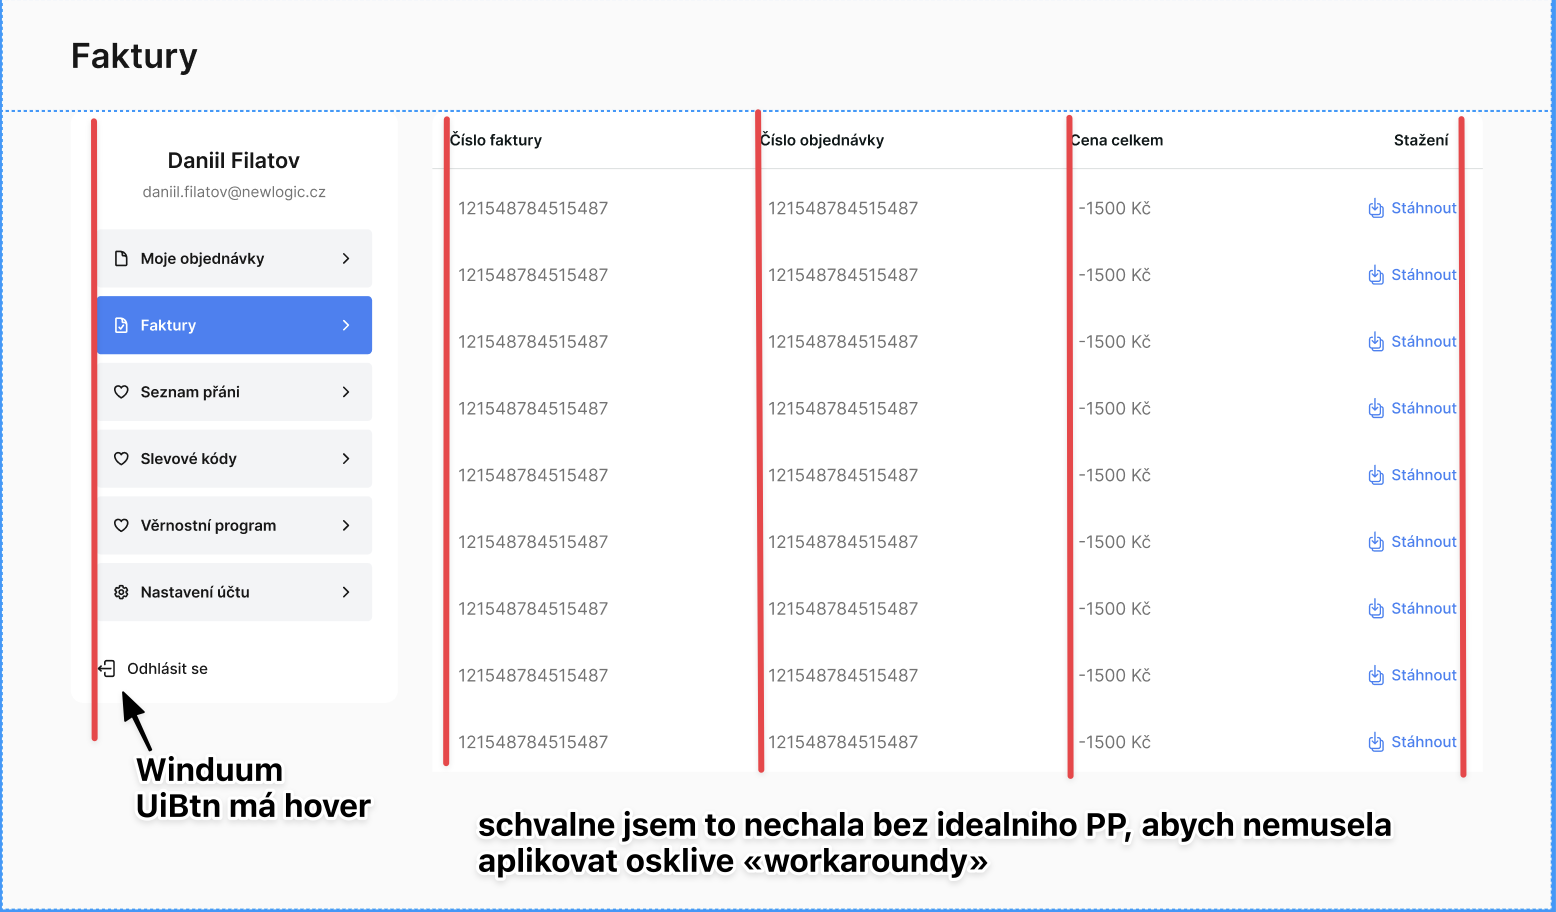 Faktury
Daniil Filatov
daniil.filatov@newlogic.cz
Moje objednávky
Faktury
Seznam přáni
Slevové kódy
Věrnostní program
Nastavení účtu
Odhlásit se
Winduum
UiBtn má hover
Číslo faktury Číslo objednávky Cena celkem Stažení
121548784515487 121548784515487 -1500 Kč Stáhnout
121548784515487 121548784515487 -1500 Kč Stáhnout
121548784515487 121548784515487 -1500 Kč Stáhnout
121548784515487 121548784515487 -1500 Kč Stáhnout
121548784515487 121548784515487 -1500 Kč Stáhnout
121548784515487 121548784515487 -1500 Kč Stáhnout
121548784515487 121548784515487 -1500 Kč Stáhnout
121548784515487 121548784515487 -1500 Kč Stáhnout
121548784515487 121548784515487 -1500 Kč Stáhnout
schvalne jsem to nechala bez idealniho PP, abych nemusela
aplikovat osklive «workaroundy»